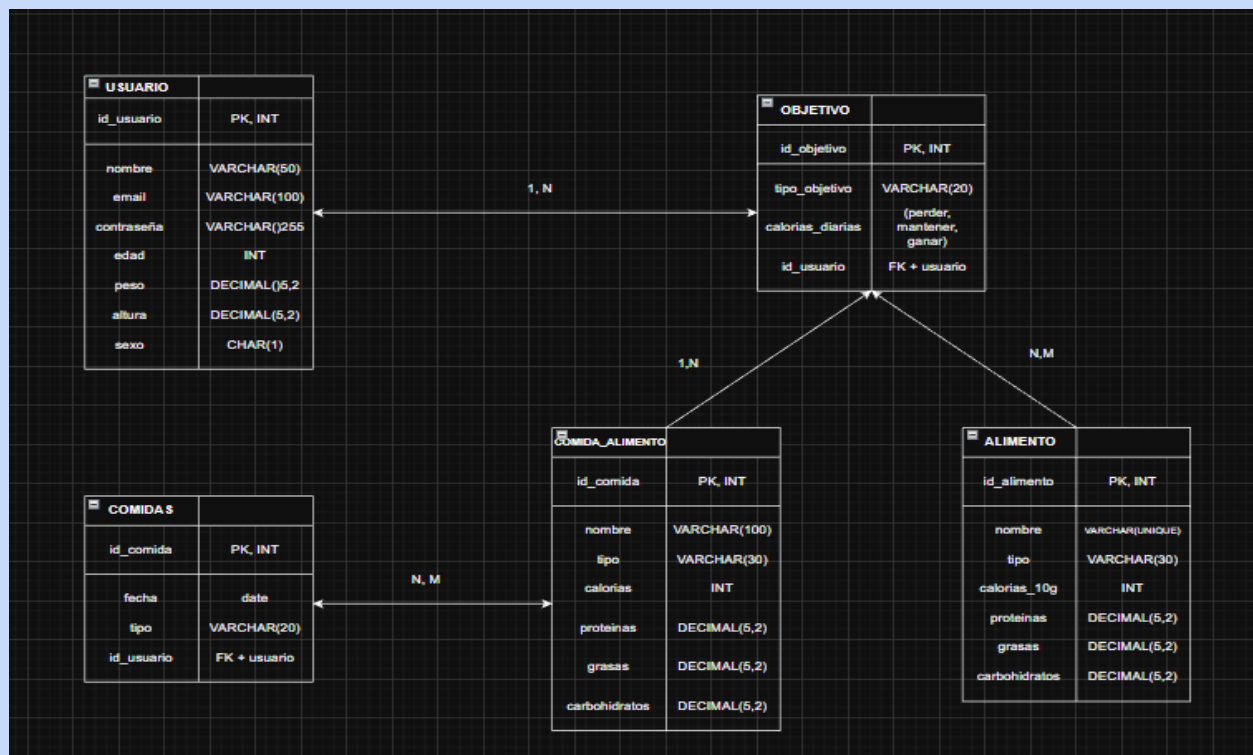 USUARIO
id_usuario PK, INT
nombre VARCHAR(50)
email VARCHAR(100)
contraseña VARCHAR()255
edad INT
peso DECIMAL()5,2
altura DECIMAL(5,2)
sexo CHAR(1)
1, N
OBJETIVO
id_objetivo PK, INT
tipo_objetivo VARCHAR(20)
calorias_diarias (perder,
mantener,
ganar)
id_usuario FK + usuario
1,N
N,M
COMIDAS
id_comida PK, INT
fecha date
tipo VARCHAR(20)
id_usuario FK + usuario
N, M
COMIDA_ALIMENTO
id_comida PK, INT
nombre VARCHAR(100)
tipo VARCHAR(30)
calorias INT
proteinas DECIMAL(5,2)
grasas DECIMAL(5,2)
carbohidratos DECIMAL(5,2)
ALIMENTO
id_alimento PK, INT
nombre VARCHAR(UNIQUE)
tipo VARCHAR(30)
calorias_10g INT
proteinas DECIMAL(5,2)
grasas DECIMAL(5,2)
carbohidratos DECIMAL(5,2)